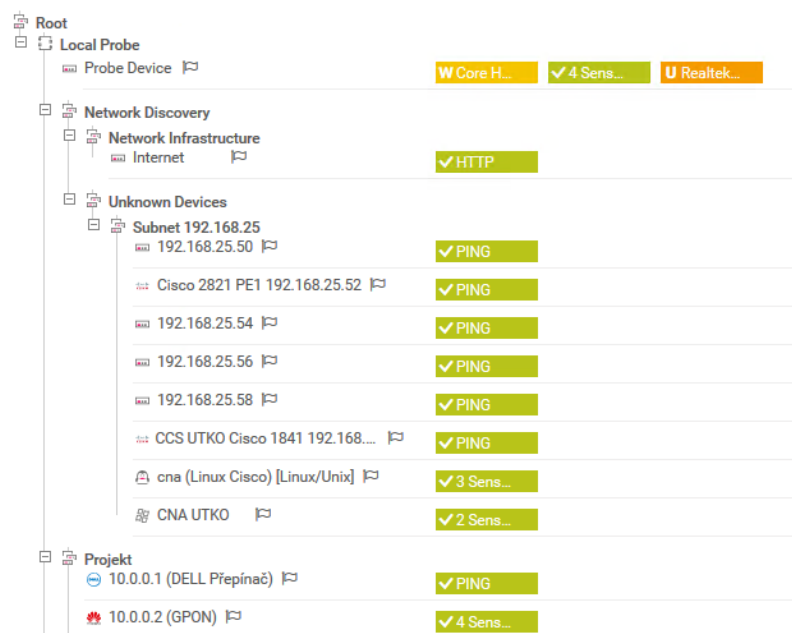 Root
Local Probe
Probe Device W Core H... 4 Sens... U Realtek...
Network Discovery
Network Infrastructure
Internet HTTP
Unknown Devices
Subnet 192.168.25
192.168.25.50 PING
Cisco 2821 PE1 192.168.25.52 PING
192.168.25.54 PING
192.168.25.56 PING
192.168.25.58 PING
CCS UTKO Cisco 1841 192.168.... PING
cna (Linux Cisco) [Linux/Unix] 3 Sens...
CNA UTKO 2 Sens...
Projekt
10.0.0.1 (DELL Přepínač) PING
10.0.0.2 (GPON) 4 Sens...